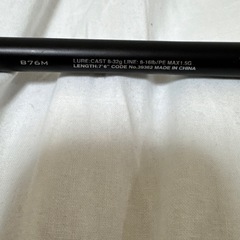 B76M
LURE:CAST 6-32g LINE: 8-16lb/PE MAX1.5G
LENGTH:7'6" CODE No.39362 MADE IN CHINA